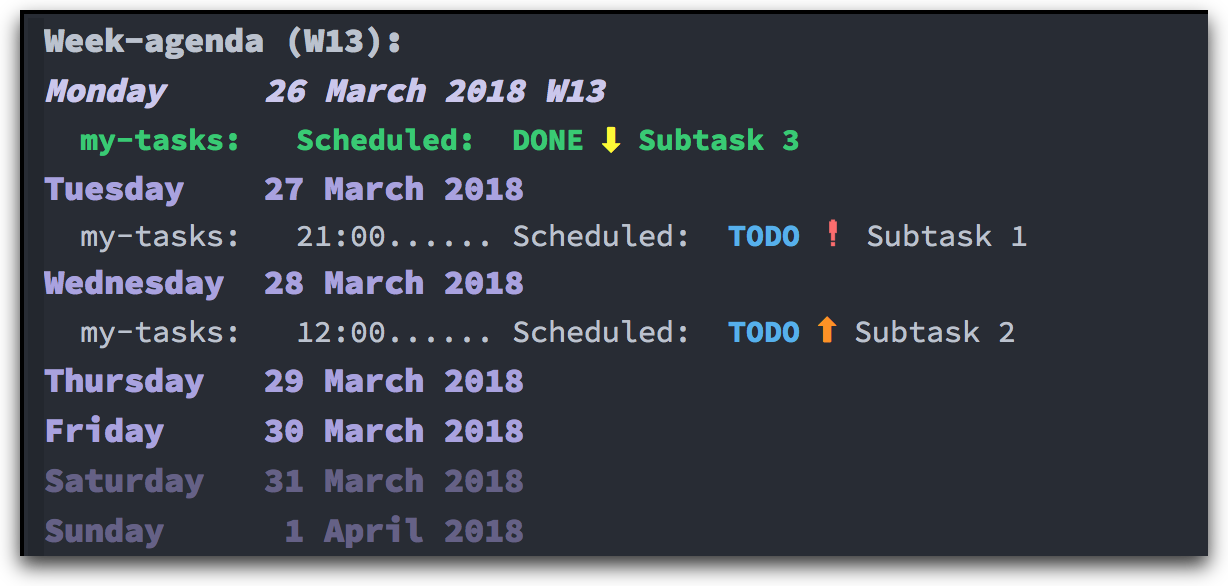 Week-agenda (W13):
Monday     26 March 2018 W13
  my-tasks:   Scheduled:  DONE ⬇ Subtask 3
Tuesday    27 March 2018
  my-tasks:   21:00...... Scheduled:  TODO ❗ Subtask 1
Wednesday  28 March 2018
  my-tasks:   12:00...... Scheduled:  TODO ⬆ Subtask 2
Thursday   29 March 2018
Friday     30 March 2018
Saturday   31 March 2018
Sunday      1 April 2018